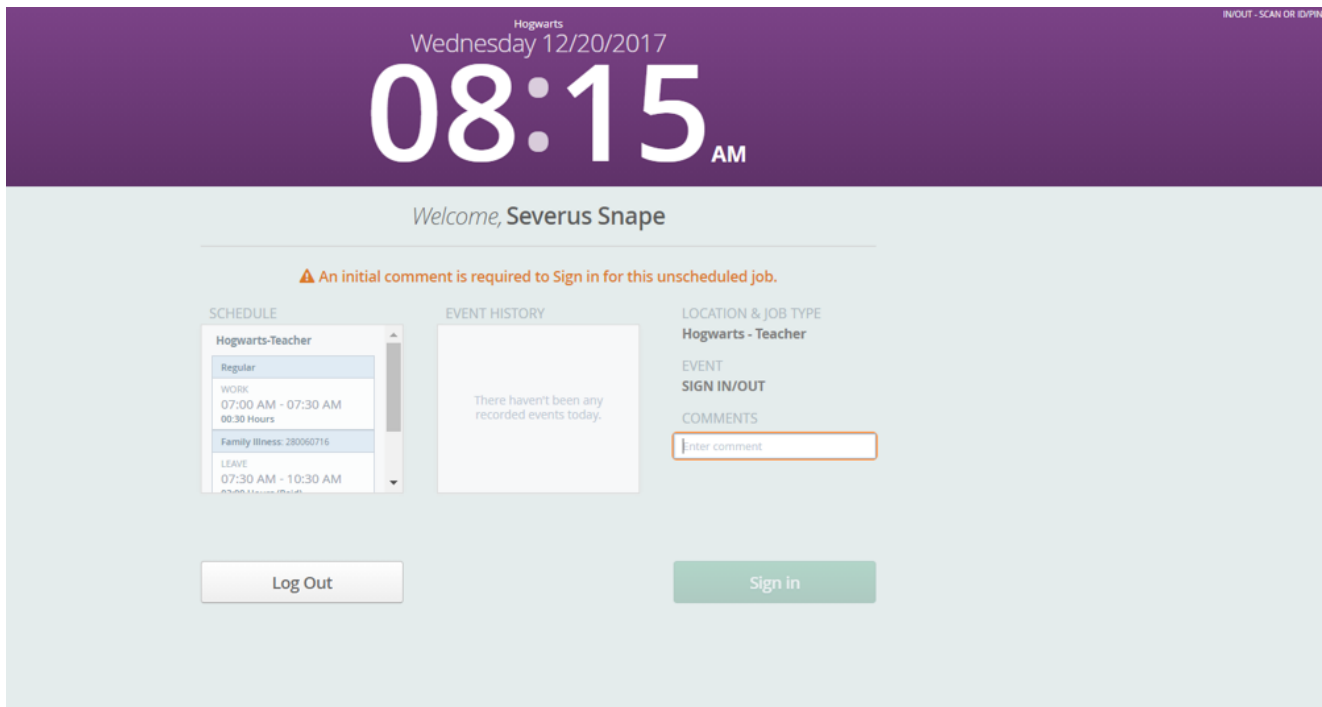 IN/OUT - SCAN OR ID/PIN
Hogwarts
Wednesday 12/20/2017
08:15 AM
Welcome, Severus Snape
An initial comment is required to Sign in for this unscheduled job.
SCHEDULE
Hogwarts-Teacher
Regular
WORK
07:00 AM - 07:30 AM
00:30 Hours
Family Illness: 280060716
LEAVE
07:30 AM - 10:30 AM
03:00 Hours (Paid)
EVENT HISTORY
There haven't been any
recorded events today.
LOCATION & JOB TYPE
Hogwarts - Teacher
EVENT
SIGN IN/OUT
COMMENTS
Enter comment
Log Out
Sign in